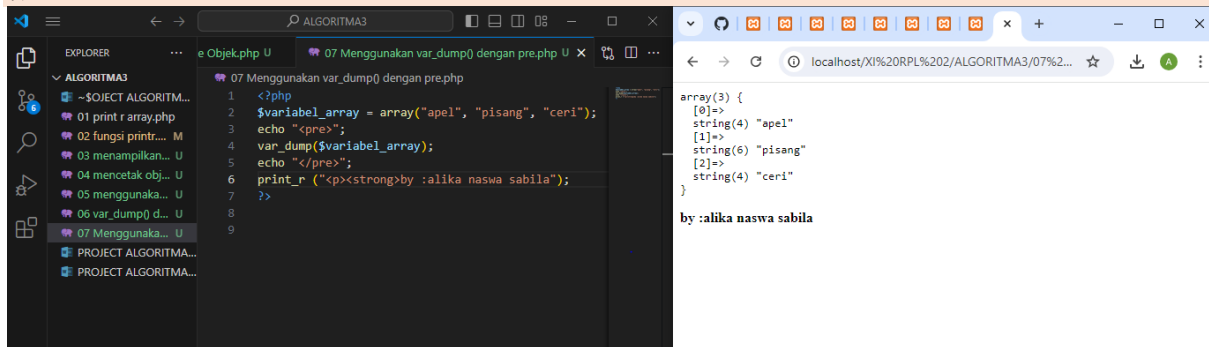 ALGORITMA3
EXPLORER
e Objek.php U
07 Menggunakan var_dump() dengan pre.php U
ALGORITMA3
07 Menggunakan var_dump() dengan pre.php
~$OJECT ALGORITM...
01 print r array.php
02 fungsi printr.... M
03 menampilkan... U
04 mencetak obj... U
05 menggunaka... U
06 var_dump() d... U
07 Menggunaka... U
PROJECT ALGORITMA...
PROJECT ALGORITMA...
6
1 <?php
2 $variabel_array = array("apel", "pisang", "ceri");
3 echo "<pre>";
4 var_dump($variabel_array);
5 echo "</pre>";
6 print_r ("<p><strong>by :alika naswa sabila");
7 ?>
8
9
localhost/XI%20RPL%202/ALGORITMA3/07%2...
A
array(3) {
[0]=>
string(4) "apel"
[1]=>
string(6) "pisang"
[2]=>
string(4) "ceri"
}
by :alika naswa sabila